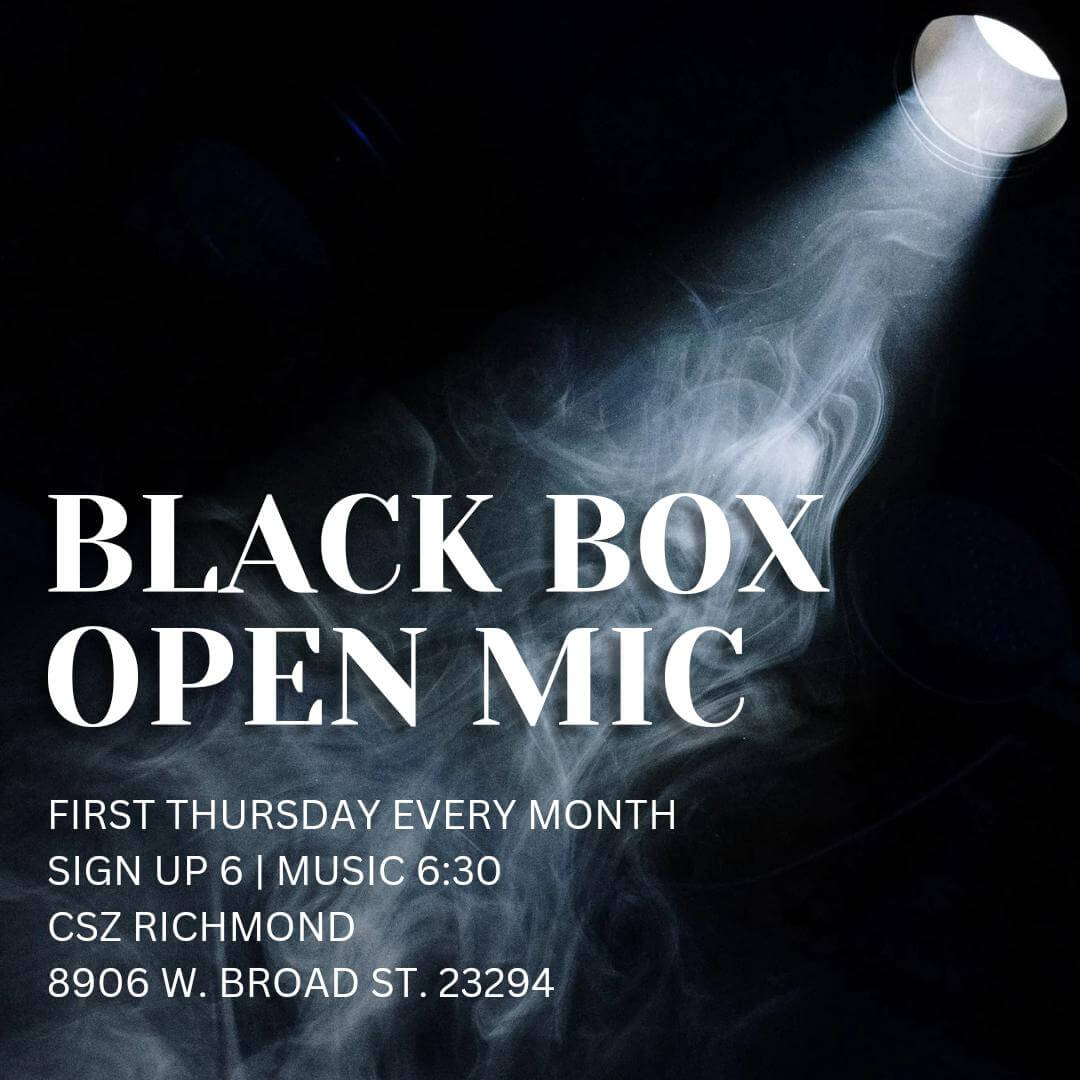 BLACK BOX
OPEN MIC
FIRST THURSDAY EVERY MONTH
SIGN UP 6 | MUSIC 6:30
CSZ RICHMOND
8906 W. BROAD ST. 23294